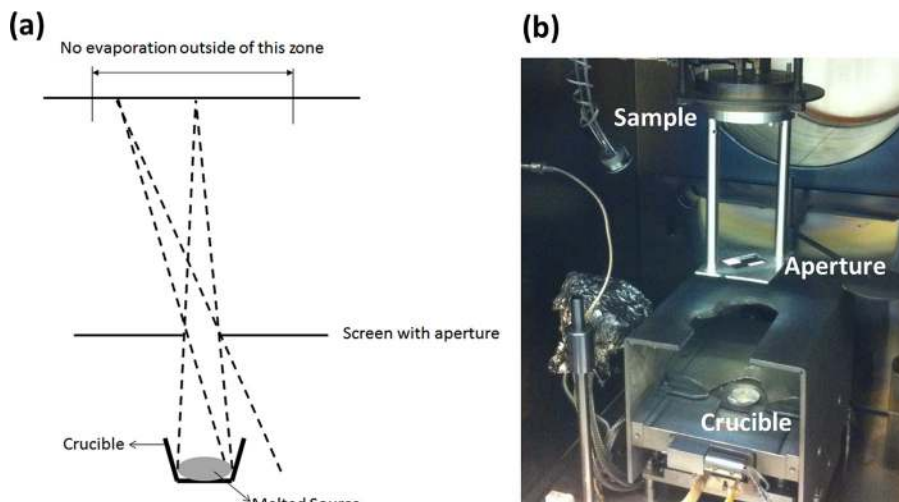 (a)
No evaporation outside of this zone
Screen with aperture
Crucible
Melted Source
(b)
Sample
Aperture
Crucible